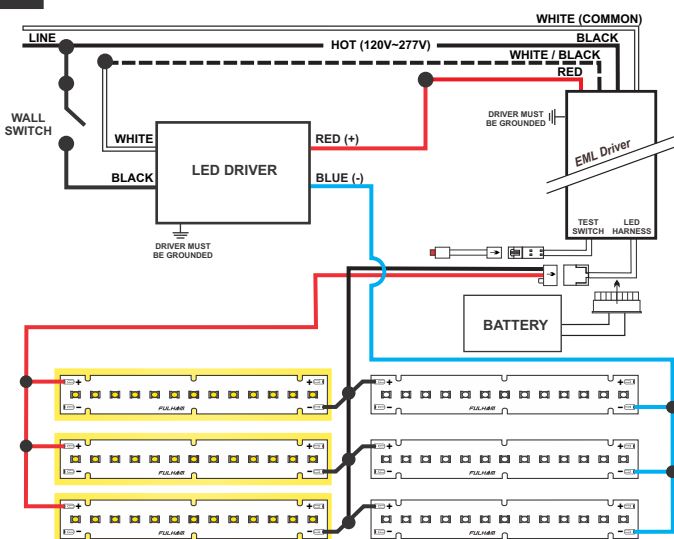 WHITE (COMMON)
LINE
HOT (120V~277V)
BLACK
WHITE / BLACK
RED
WALL
SWITCH
WHITE
LED DRIVER
RED (+)
BLACK
BLUE (-)
DRIVER MUST
BE GROUNDED
DRIVER MUST
BE GROUNDED
EML Driver
TEST
SWITCH
LED
HARNESS
BATTERY
+ +
- -
FULHAM
+ +
- -
FULHAM
+ +
- -
FULHAM
+ +
- -
FULHAM
+ +
- -
FULHAM
+ +
- -
FULHAM